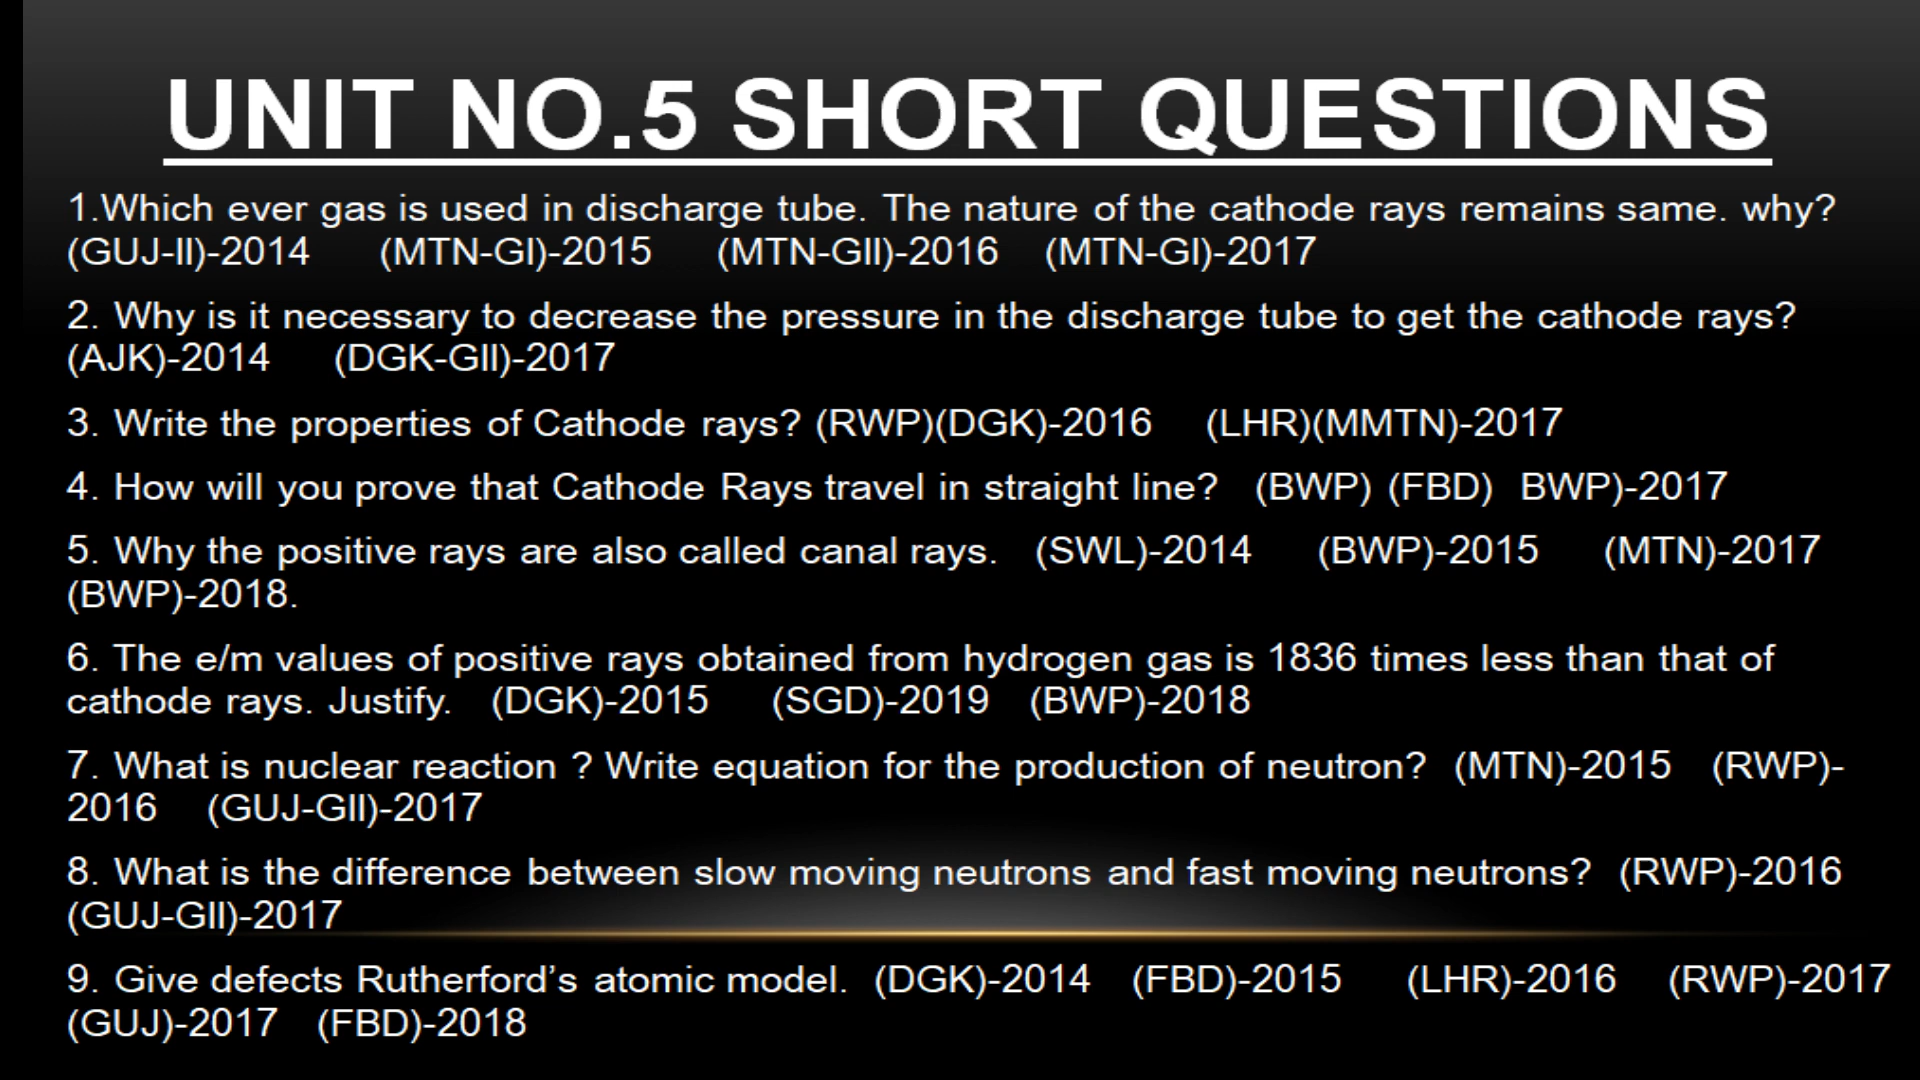 UNIT NO.5 SHORT QUESTIONS
1.Which ever gas is used in discharge tube. The nature of the cathode rays remains same. why?
(GUJ-II)-2014 (MTN-GI)-2015 (MTN-GII)-2016 (MTN-GI)-2017
2. Why is it necessary to decrease the pressure in the discharge tube to get the cathode rays?
(AJK)-2014 (DGK-GII)-2017
3. Write the properties of Cathode rays? (RWP)(DGK)-2016 (LHR)(MMTN)-2017
4. How will you prove that Cathode Rays travel in straight line? (BWP) (FBD) BWP)-2017
5. Why the positive rays are also called canal rays. (SWL)-2014 (BWP)-2015 (MTN)-2017
(BWP)-2018.
6. The e/m values of positive rays obtained from hydrogen gas is 1836 times less than that of
cathode rays. Justify. (DGK)-2015 (SGD)-2019 (BWP)-2018
7. What is nuclear reaction ? Write equation for the production of neutron? (MTN)-2015 (RWP)-
2016 (GUJ-GII)-2017
8. What is the difference between slow moving neutrons and fast moving neutrons? (RWP)-2016
(GUJ-GII)-2017
9. Give defects Rutherford’s atomic model. (DGK)-2014 (FBD)-2015 (LHR)-2016 (RWP)-2017
(GUJ)-2017 (FBD)-2018